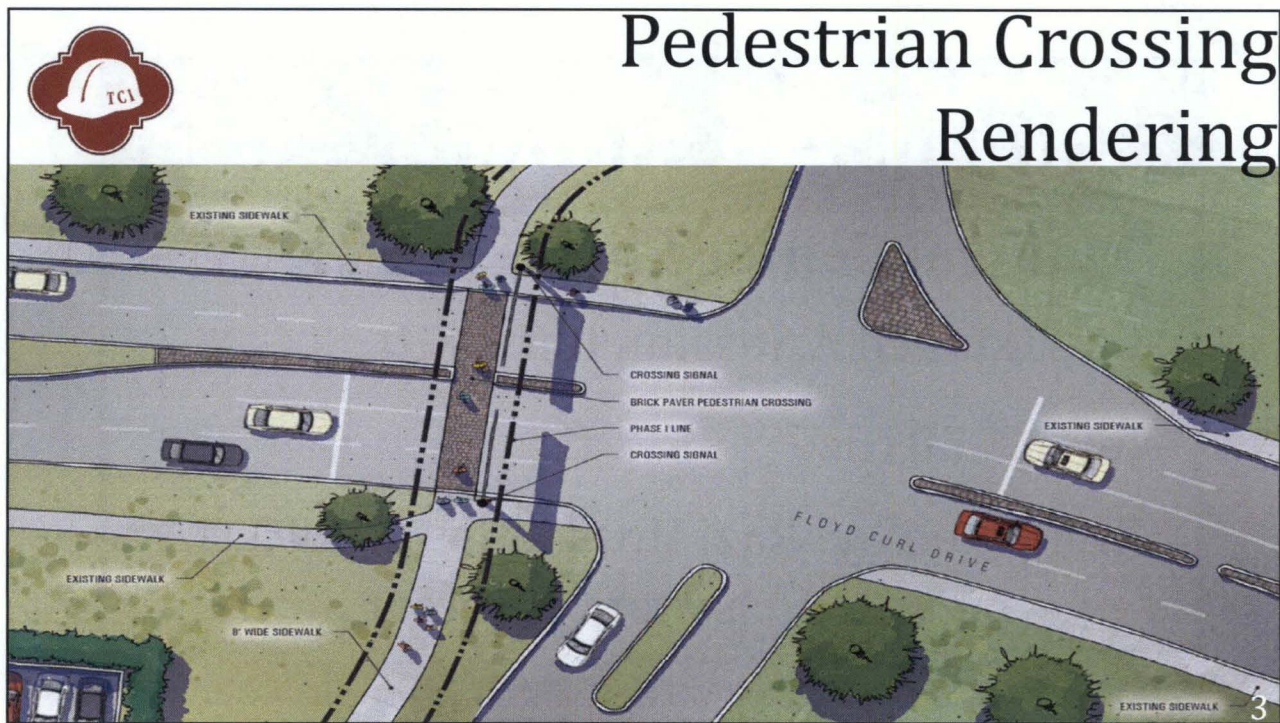 TCI
Pedestrian Crossing
Rendering
EXISTING SIDEWALK
CROSSING SIGNAL
BRICK PAVER PEDESTRIAN CROSSING
PHASE I LINE
CROSSING SIGNAL
EXISTING SIDEWALK
FLOYD CURL DRIVE
EXISTING SIDEWALK
8' WIDE SIDEWALK
EXISTING SIDEWALK
3